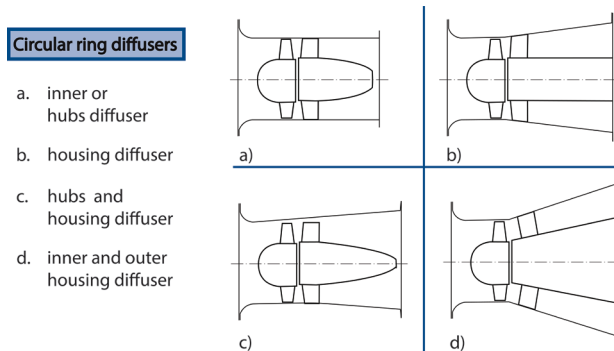 Circular ring diffusers
a. inner or
hubs diffuser
b. housing diffuser
c. hubs and
housing diffuser
d. inner and outer
housing diffuser
a)
b)
c)
d)